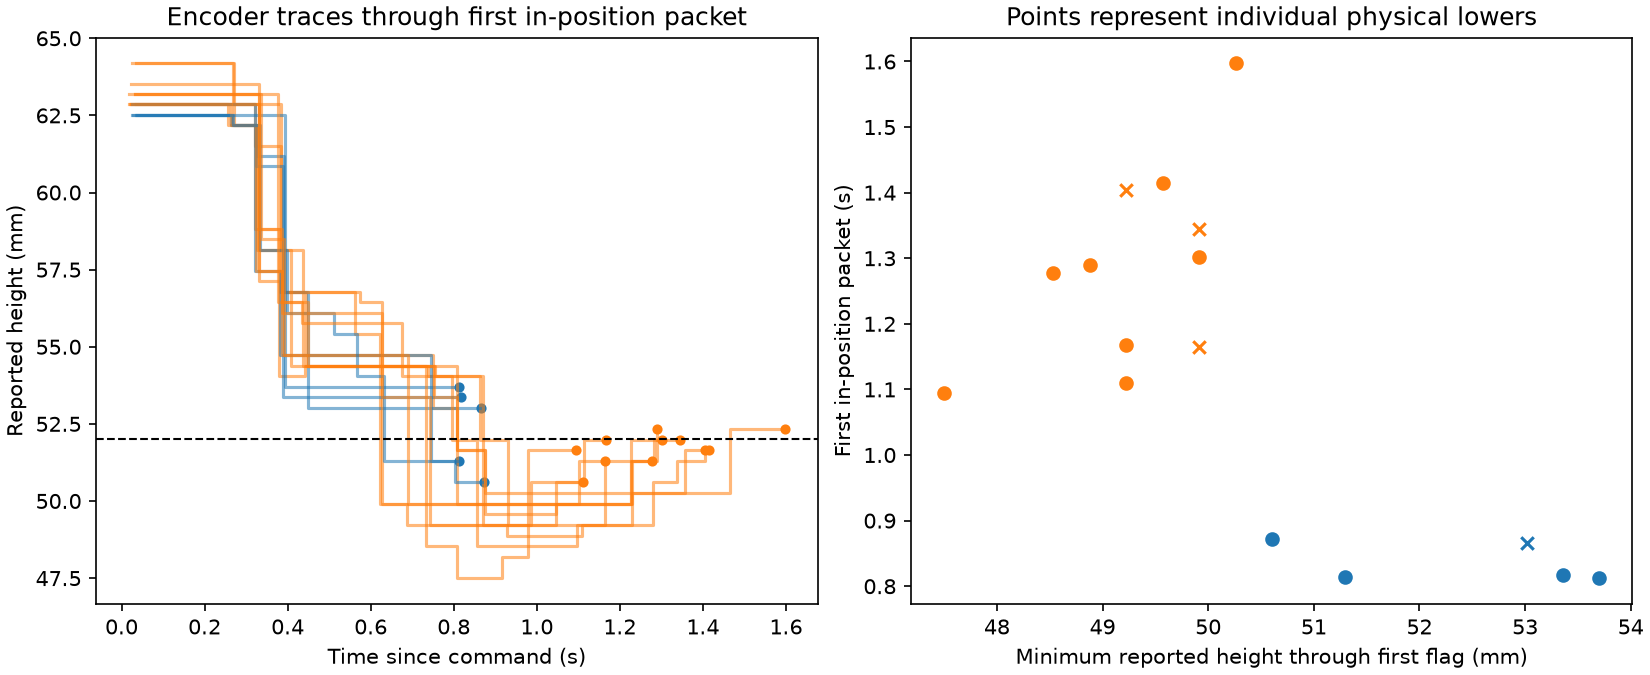 Encoder traces through first in-position packet
65.0
62.5
60.0
57.5
55.0
52.5
50.0
47.5
Reported height (mm)
0.0 0.2 0.4 0.6 0.8 1.0 1.2 1.4 1.6
Time since command (s)
Points represent individual physical lowers
1.6
1.5
1.4
1.3
1.2
1.1
1.0
0.9
0.8
First in-position packet (s)
48 49 50 51 52 53 54
Minimum reported height through first flag (mm)